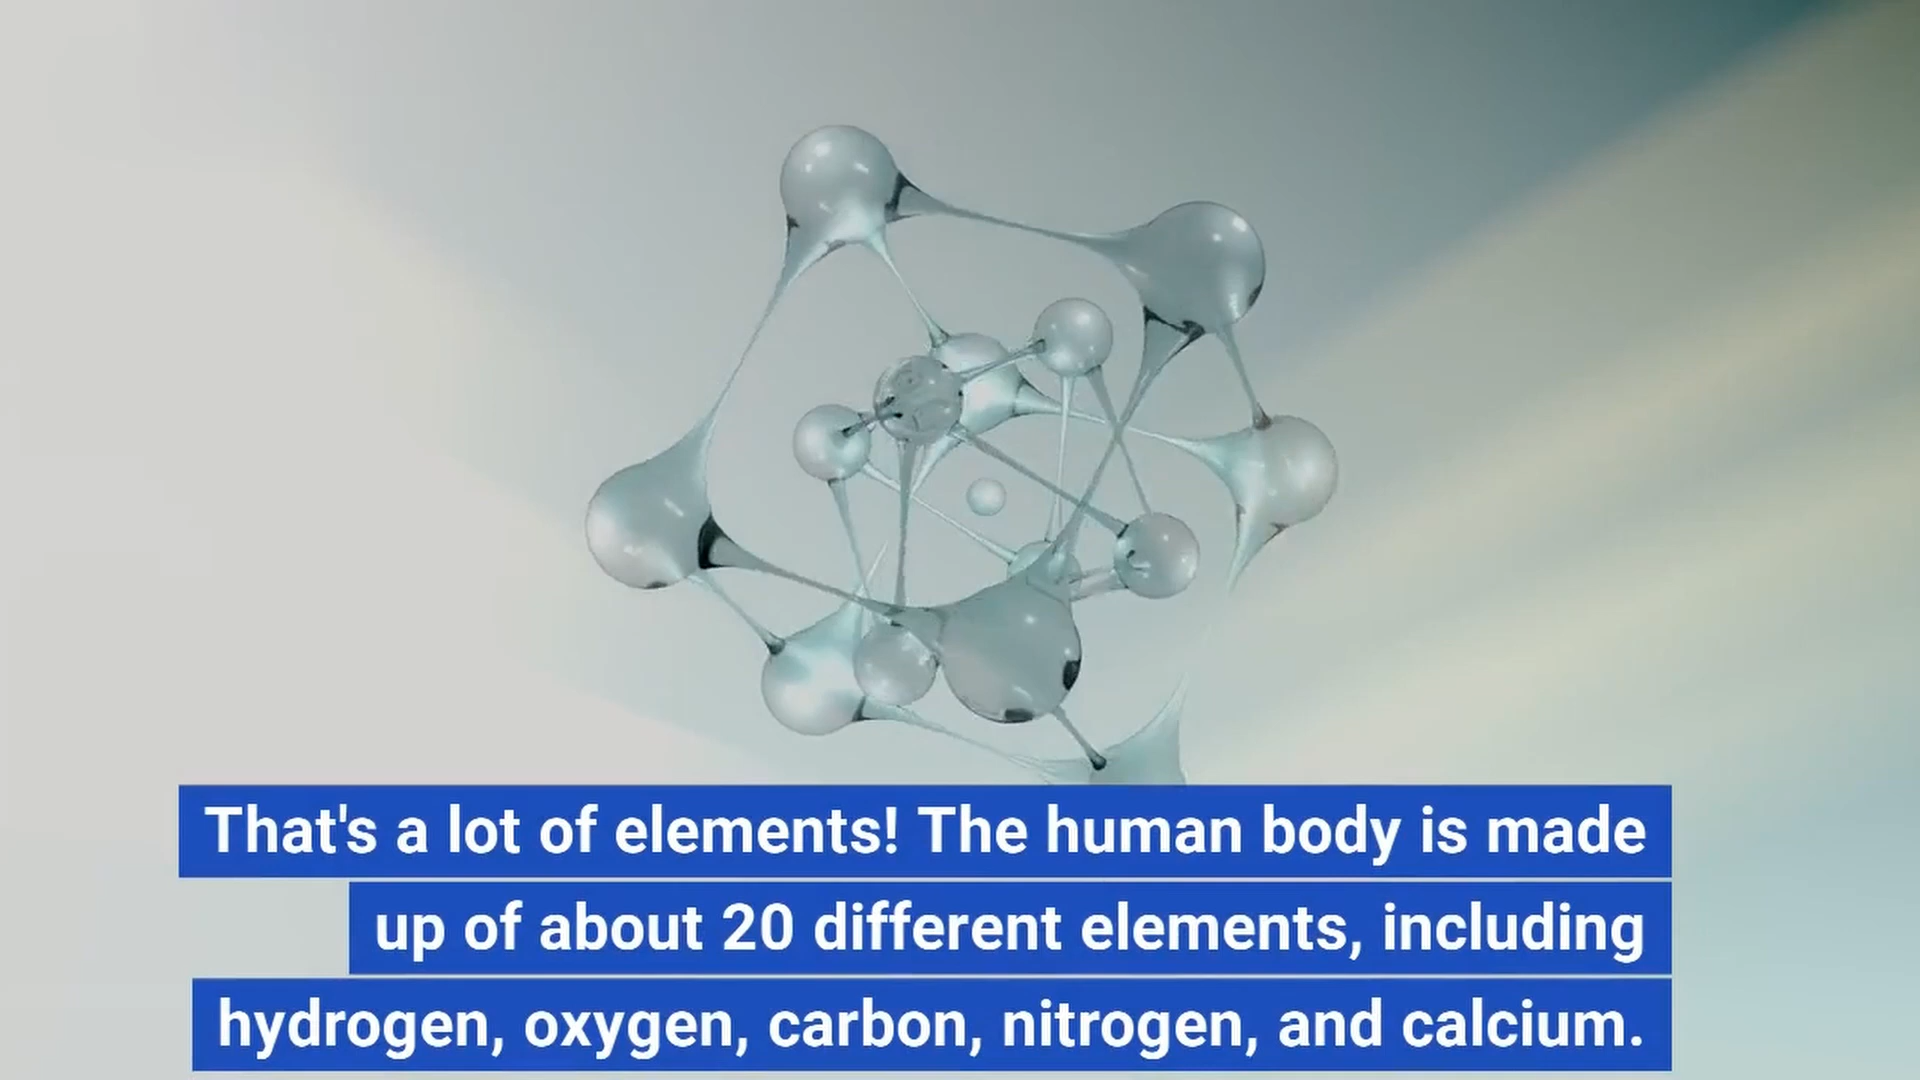 That's a lot of elements! The human body is made
up of about 20 different elements, including
hydrogen, oxygen, carbon, nitrogen, and calcium.